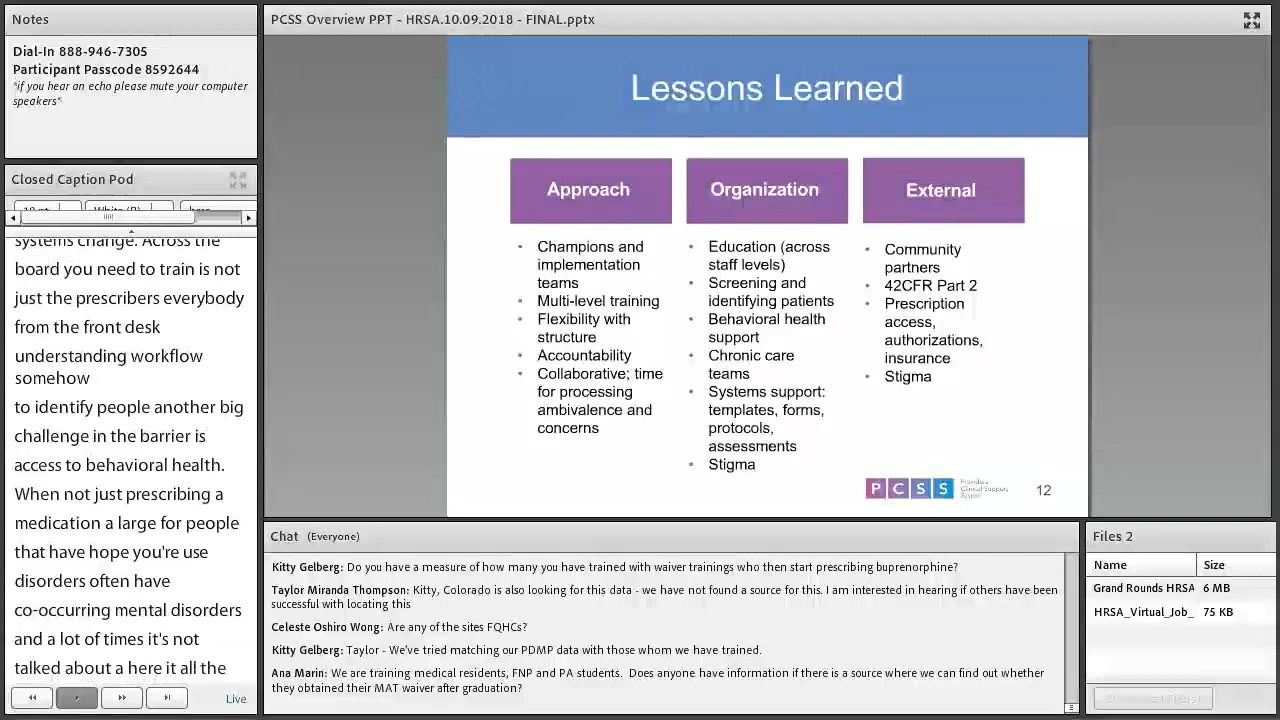 Notes
Dial-In 888-946-7305
Participant Passcode 8592644
*if you hear an echo please mute your computer
speakers*
Closed Caption Pod
systems change. Across the
board you need to train is not
just the prescribers everybody
from the front desk
understanding workflow
somehow
to identify people another big
challenge in the barrier is
access to behavioral health.
When not just prescribing a
medication a large for people
that have hope you're use
disorders often have
co-occurring mental disorders
and a lot of times it's not
talked about a here it all the
Live
PCSS Overview PPT - HRSA.10.09.2018 - FINAL.pptx
Lessons Learned
Approach
• Champions and
implementation
teams
• Multi-level training
• Flexibility with
structure
• Accountability
• Collaborative; time
for processing
ambivalence and
concerns
Organization
• Education (across
staff levels)
• Screening and
identifying patients
• Behavioral health
support
• Chronic care
teams
• Systems support:
templates, forms,
protocols,
assessments
• Stigma
External
• Community
partners
• 42CFR Part 2
• Prescription
access,
authorizations,
insurance
• Stigma
PCSS
Providers
Clinical Support
System
12
Chat (Everyone)
Kitty Gelberg: Do you have a measure of how many you have trained with waiver trainings who then start prescribing buprenorphine?
Taylor Miranda Thompson: Kitty, Colorado is also looking for this data - we have not found a source for this. I am interested in hearing if others have been
successful with locating this
Celeste Oshiro Wong: Are any of the sites FQHCs?
Kitty Gelberg: Taylor - We've tried matching our PDMP data with those whom we have trained.
Ana Marin: We are training medical residents, FNP and PA students. Does anyone have information if there is a source where we can find out whether
they obtained their MAT waiver after graduation?
Files 2
Name Size
Grand Rounds HRSA 6 MB
HRSA_Virtual_Job_ 75 KB